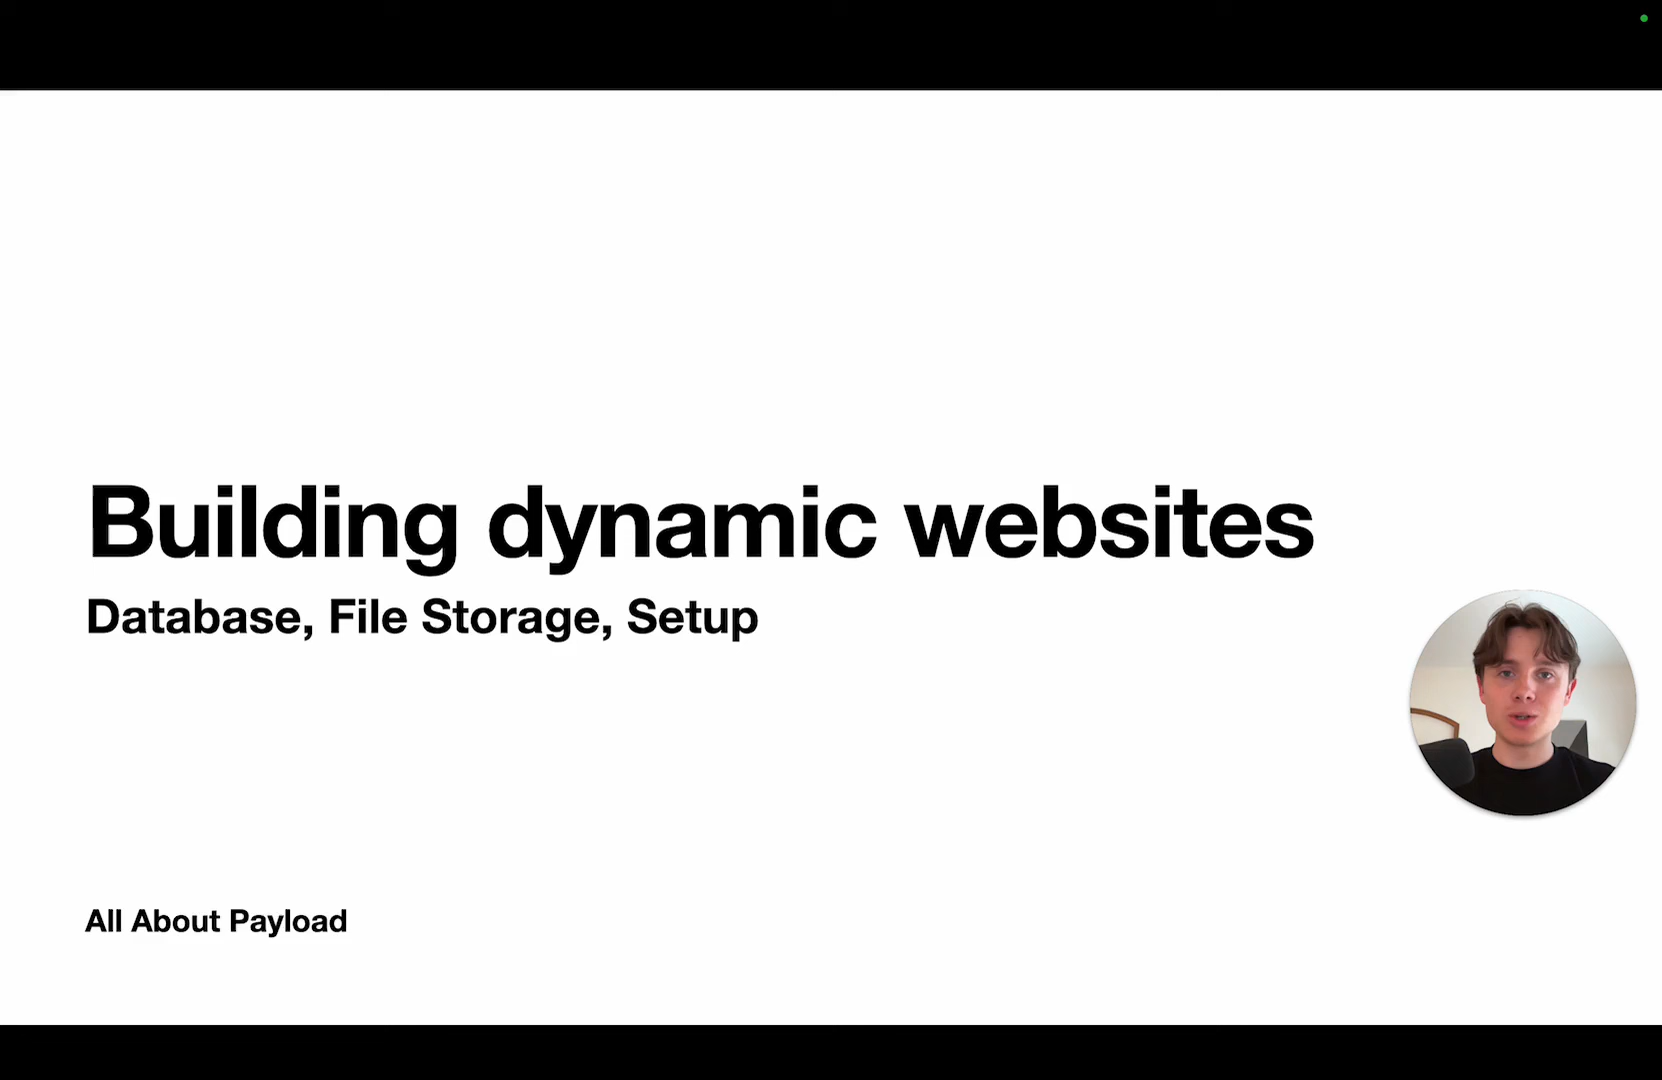 Building dynamic websites
Database, File Storage, Setup
All About Payload